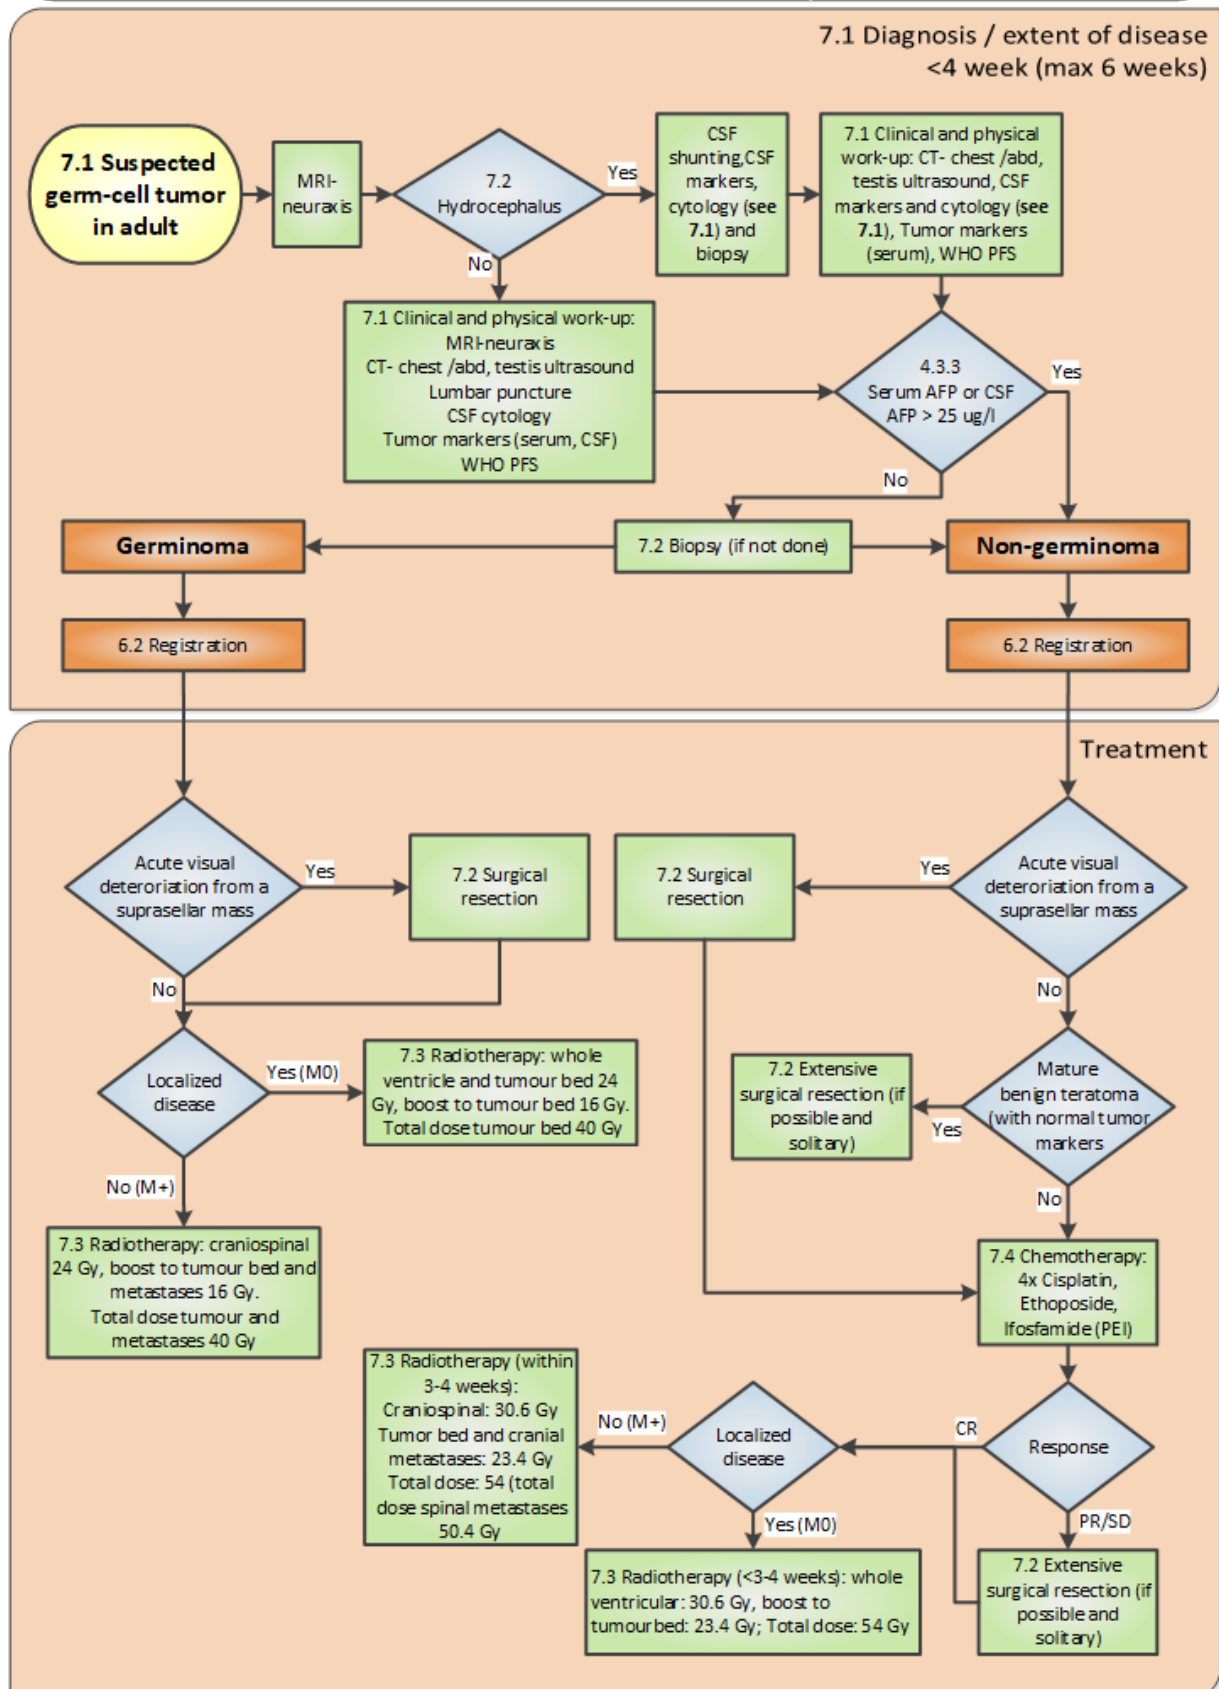 7.1 Diagnosis / extent of disease
<4 week (max 6 weeks)
7.1 Suspected
germ-cell tumor
in adult
MRI-
neuraxis
7.2
Hydrocephalus
Yes
No
CSF
shunting,CSF
markers,
cytology (see
7.1) and
biopsy
7.1 Clinical and physical
work-up: CT- chest /abd,
testis ultrasound, CSF
markers and cytology (see
7.1), Tumor markers
(serum), WHO PFS
7.1 Clinical and physical work-up:
MRI-neuraxis
CT- chest /abd, testis ultrasound
Lumbar puncture
CSF cytology
Tumor markers (serum, CSF)
WHO PFS
4.3.3
Serum AFP or CSF
AFP > 25 ug/l
Yes
No
Germinoma
7.2 Biopsy (if not done)
Non-germinoma
6.2 Registration
6.2 Registration
Treatment
Acute visual
deteroriation from a
suprasellar mass
Yes
No
7.2 Surgical
resection
7.2 Surgical
resection
Yes
Acute visual
deteroriation from a
suprasellar mass
No
Localized
disease
Yes (M0)
7.3 Radiotherapy: whole
ventricle and tumour bed 24
Gy, boost to tumour bed 16 Gy.
Total dose tumour bed 40 Gy
No (M+)
7.3 Radiotherapy: craniospinal
24 Gy, boost to tumour bed and
metastases 16 Gy.
Total dose tumour and
metastases 40 Gy
Mature
benign teratoma
(with normal tumor
markers
Yes
No
7.2 Extensive
surgical resection (if
possible and
solitary)
7.4 Chemotherapy:
4x Cisplatin,
Ethoposide,
Ifosfamide (PEI)
Response
CR
PR/SD
Localized
disease
No (M+)
Yes (M0)
7.3 Radiotherapy (within
3-4 weeks):
Craniospinal: 30.6 Gy
Tumor bed and cranial
metastases: 23.4 Gy
Total dose: 54 (total
dose spinal metastases
50.4 Gy
7.3 Radiotherapy (<3-4 weeks): whole
ventricular: 30.6 Gy, boost to
tumourbed: 23.4 Gy; Total dose: 54 Gy
7.2 Extensive
surgical resection (if
possible and
solitary)